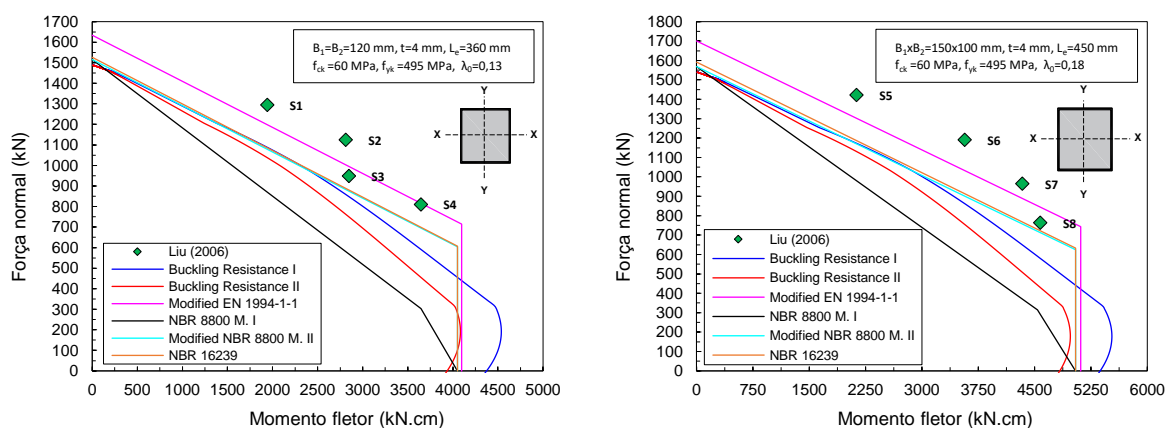 1700
1600
1500
1400
1300
1200
1100
1000
900
800
700
600
500
400
300
200
100
0
Força normal (kN)
B1=B2=120 mm, t=4 mm, Le=360 mm
fck=60 MPa, fyk=495 MPa, λ0=0,13
Y
X X
Y
S1
S2
S3
S4
Liu (2006)
Buckling Resistance I
Buckling Resistance II
Modified EN 1994-1-1
NBR 8800 M. I
Modified NBR 8800 M. II
NBR 16239
0 500 1000 1500 2000 2500 3000 3500 4000 4500 5000
Momento fletor (kN.cm)
1800
1700
1600
1500
1400
1300
1200
1100
1000
900
800
700
600
500
400
300
200
100
0
Força normal (kN)
B1xB2=150x100 mm, t=4 mm, Le=450 mm
fck=60 MPa, fyk=495 MPa, λ0=0,18
Y
X X
Y
S5
S6
S7
S8
Liu (2006)
Buckling Resistance I
Buckling Resistance II
Modified EN 1994-1-1
NBR 8800 M. I
Modified NBR 8800 M. II
NBR 16239
0 750 1500 2250 3000 3750 4500 5250 6000
Momento fletor (kN.cm)